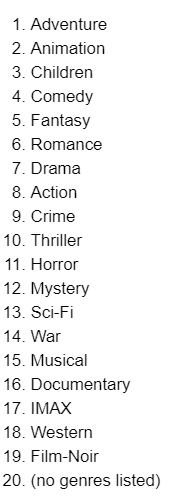 1. Adventure
2. Animation
3. Children
4. Comedy
5. Fantasy
6. Romance
7. Drama
8. Action
9. Crime
10. Thriller
11. Horror
12. Mystery
13. Sci-Fi
14. War
15. Musical
16. Documentary
17. IMAX
18. Western
19. Film-Noir
20. (no genres listed)